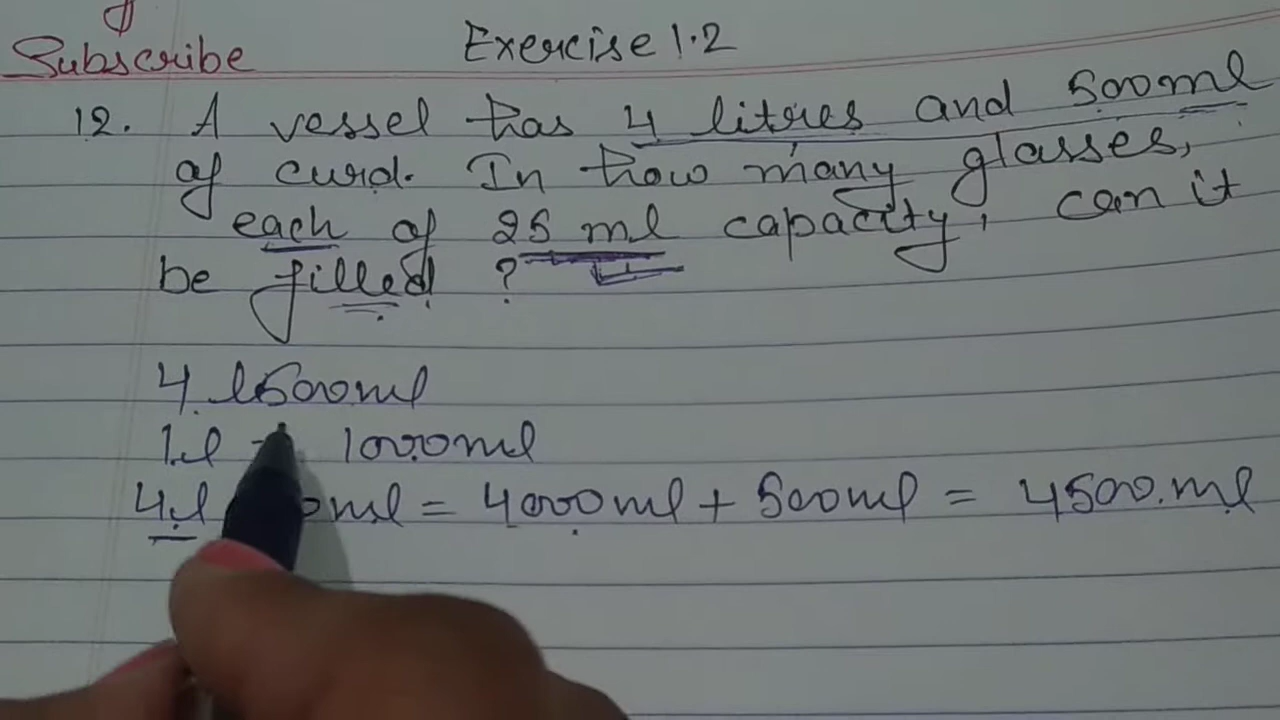 Subscribe Exercise 1.2
12. A vessel has 4 litres and 500ml
of curd. In how many glasses,
each of 25 ml capacity, can it
be filled ?
4 l 500ml
1 l = 1000ml
4 l 0ml = 4000ml + 500ml = 4500 ml